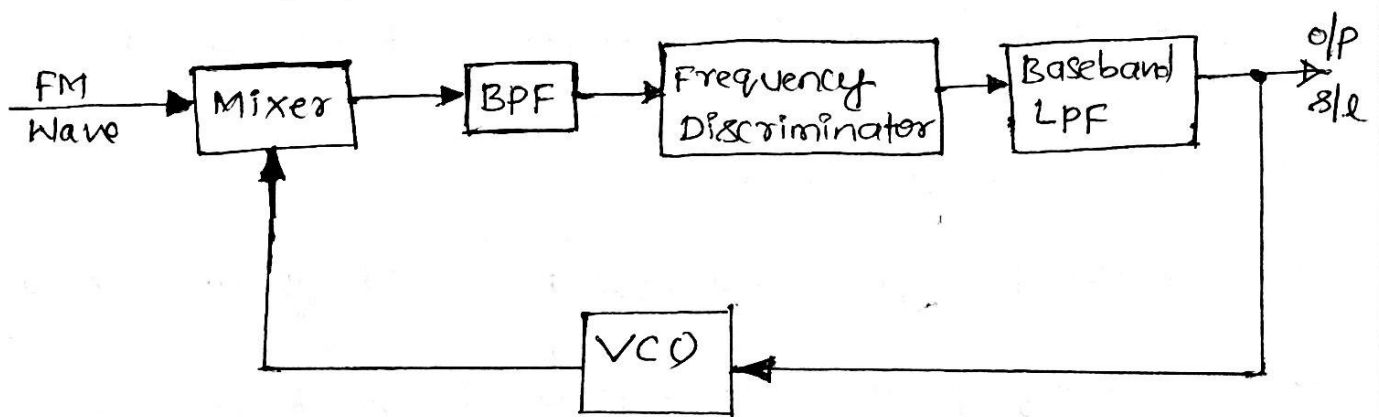 FM
Wave
Mixer
BPF
Frequency
Discriminator
Baseband
LPF
o/p
s/l
VCO